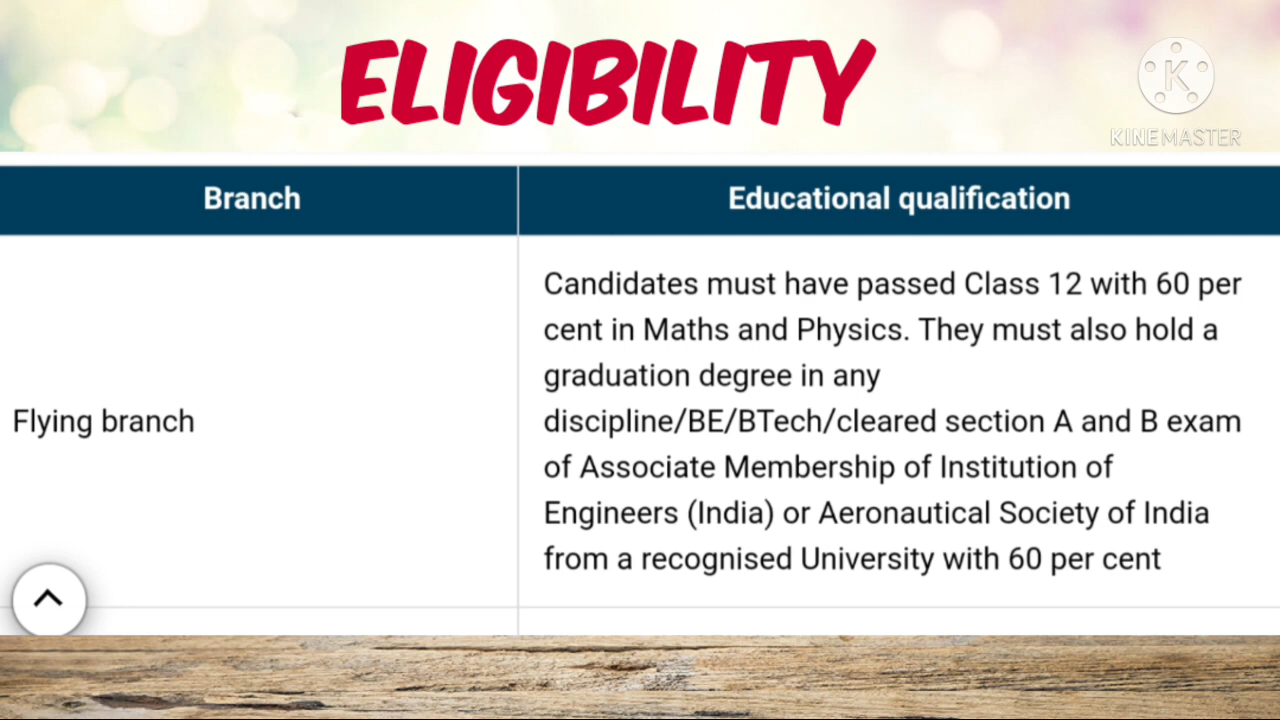 ELIGIBILITY
K
KINEMASTER
Branch
Educational qualification
Flying branch
Candidates must have passed Class 12 with 60 per
cent in Maths and Physics. They must also hold a
graduation degree in any
discipline/BE/BTech/cleared section A and B exam
of Associate Membership of Institution of
Engineers (India) or Aeronautical Society of India
from a recognised University with 60 per cent